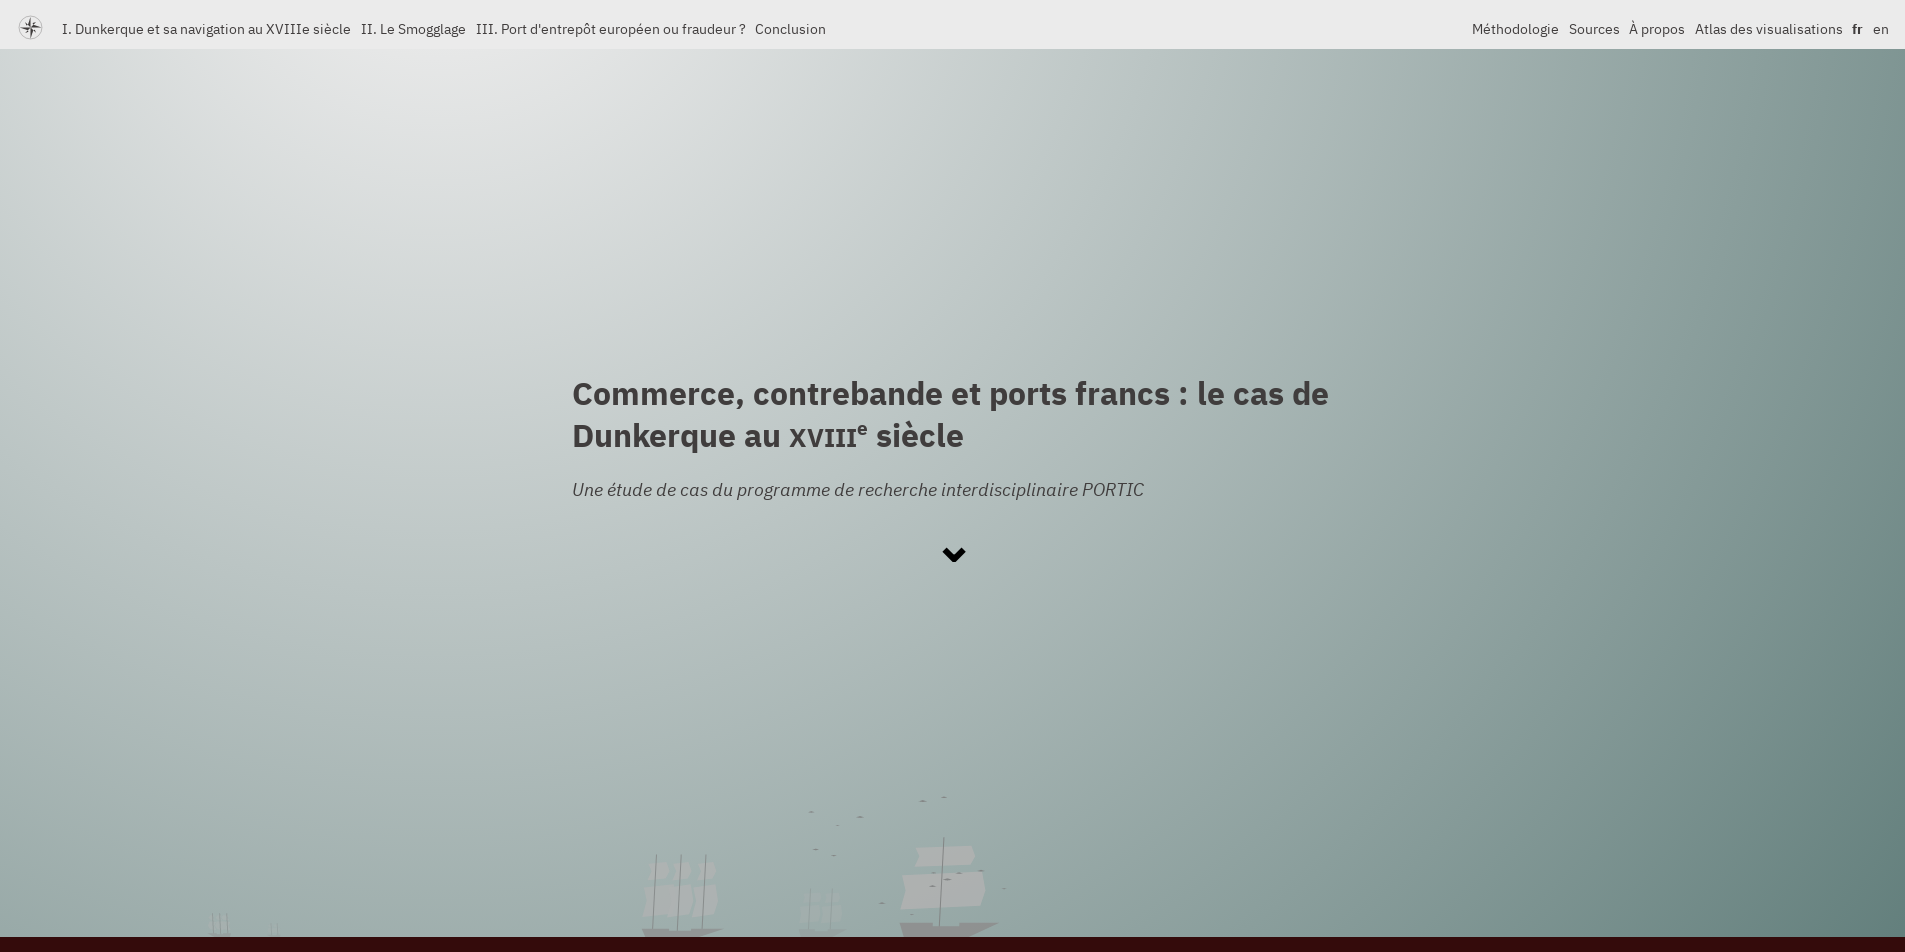 I. Dunkerque et sa navigation au XVIIIe siècle II. Le Smogglage III. Port d'entrepôt européen ou fraudeur ? Conclusion Méthodologie Sources À propos Atlas des visualisations fr en
Commerce, contrebande et ports francs : le cas de
Dunkerque au XVIIIe siècle
Une étude de cas du programme de recherche interdisciplinaire PORTIC